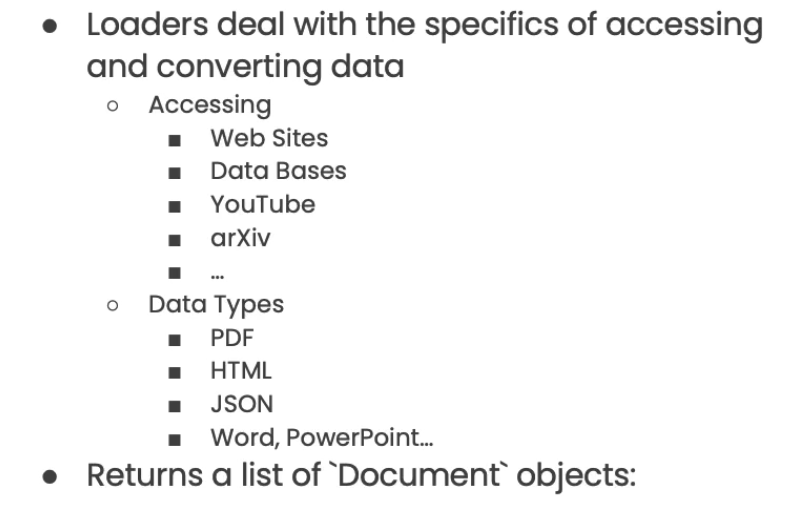 ● Loaders deal with the specifics of accessing
and converting data
○ Accessing
■ Web Sites
■ Data Bases
■ YouTube
■ arXiv
■ ...
○ Data Types
■ PDF
■ HTML
■ JSON
■ Word, PowerPoint...
● Returns a list of `Document` objects: